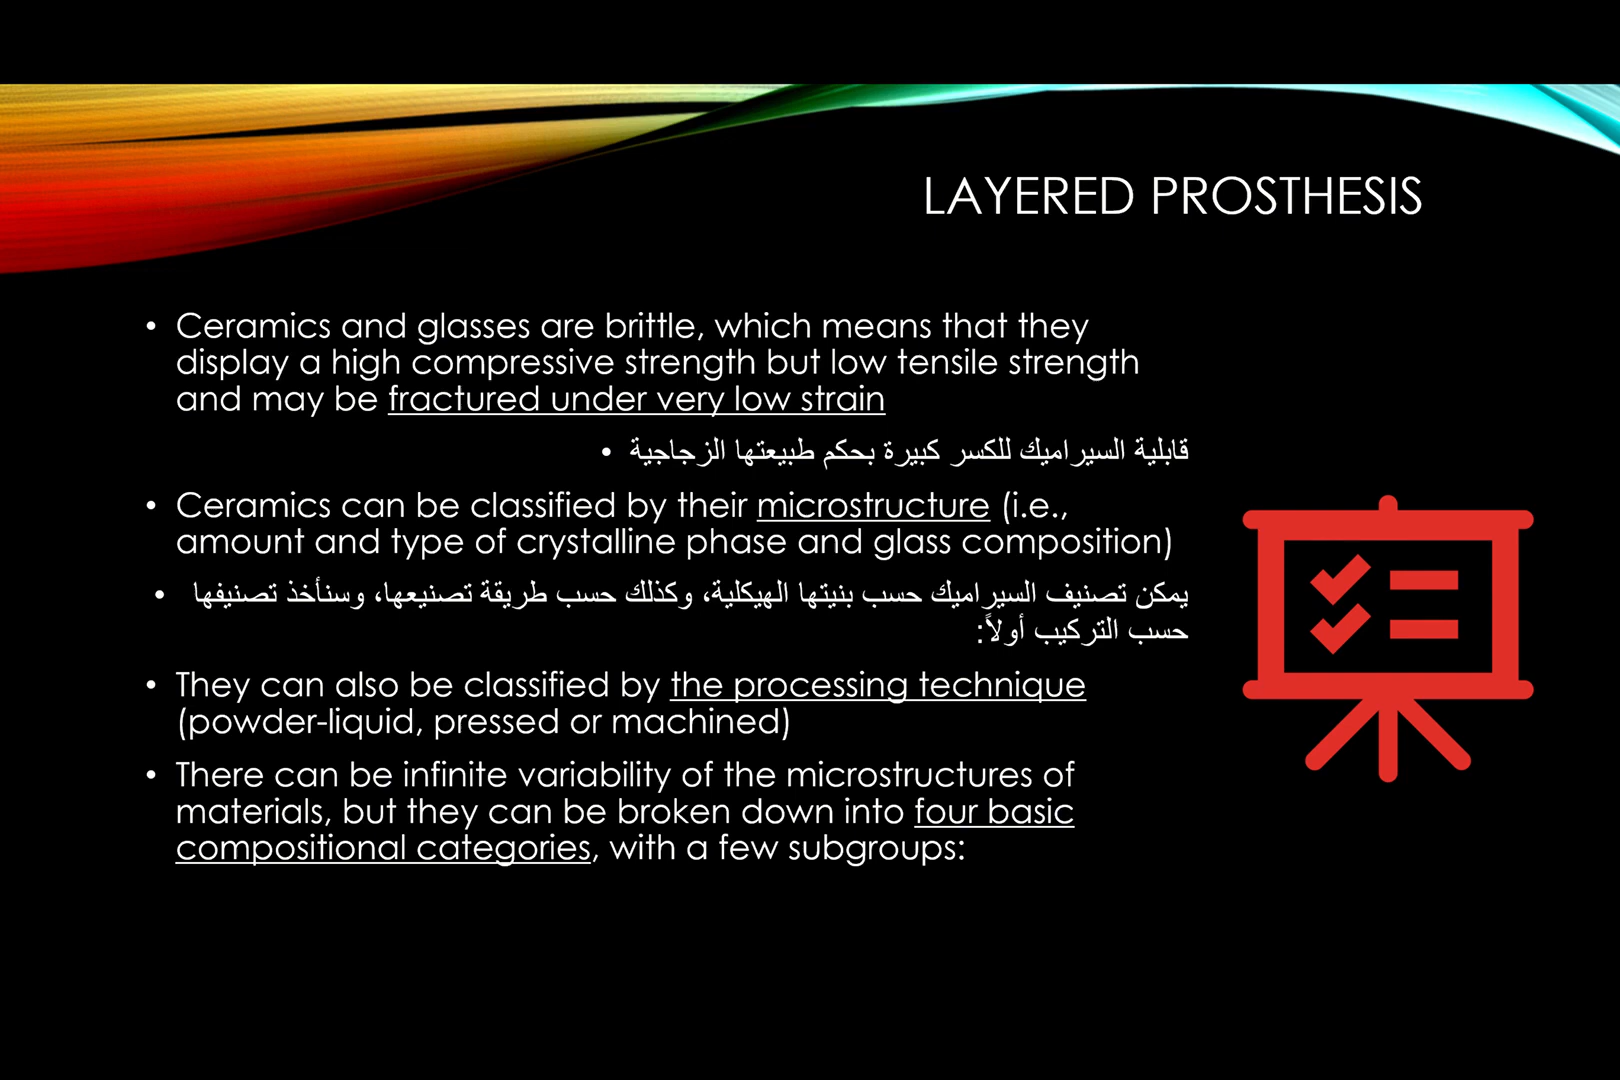 LAYERED PROSTHESIS
• Ceramics and glasses are brittle, which means that they
display a high compressive strength but low tensile strength
and may be fractured under very low strain
• قابلية السيراميك للكسر كبيرة بحكم طبيعتها الزجاجية
• Ceramics can be classified by their microstructure (i.e.,
amount and type of crystalline phase and glass composition)
• يمكن تصنيف السيراميك حسب بنيتها الهيكلية، وكذلك حسب طريقة تصنيعها، وسنأخذ تصنيفها
حسب التركيب أولاً:
• They can also be classified by the processing technique
(powder-liquid, pressed or machined)
• There can be infinite variability of the microstructures of
materials, but they can be broken down into four basic
compositional categories, with a few subgroups: